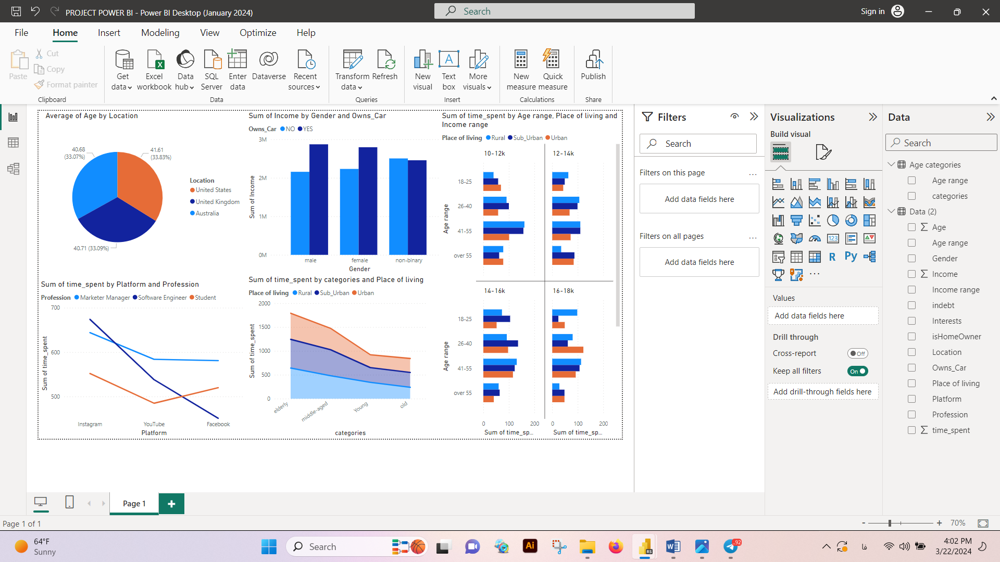 PROJECT POWER BI - Power BI Desktop (January 2024)
Search
Sign in
File
Home
Insert
Modeling
View
Optimize
Help
Paste
Cut
Copy
Format painter
Clipboard
Get
data
Excel
workbook
Data
hub
SQL
Server
Enter
data
Dataverse
Recent
sources
Data
Transform
data
Refresh
Queries
New
visual
Text
box
More
visuals
Insert
New
measure
Quick
measure
Calculations
Publish
Share
Average of Age by Location
40.68
(33.07%)
41.61
(33.83%)
40.71 (33.09%)
Location
United States
United Kingdom
Australia
Sum of Income by Gender and Owns_Car
Owns_Car NO YES
Sum of Income
3M
2M
1M
0M
male
female
non-binary
Gender
Sum of time_spent by Age range, Place of living and
Income range
Place of living Rural Sub_Urban Urban
10-12k
12-14k
Age range
18-25
26-40
41-55
over 55
14-16k
16-18k
Age range
18-25
26-40
41-55
over 55
0 100 200
0 100 200
Sum of time_sp...
Sum of time_sp...
Sum of time_spent by Platform and Profession
Profession Marketer Manager Software Engineer Student
Sum of time_spent
700
600
500
Instagram
YouTube
Facebook
Platform
Sum of time_spent by categories and Place of living
Place of living Rural Sub_Urban Urban
Sum of time_spent
2000
1500
1000
500
0
elderly
middle-aged
Young
old
categories
Filters
Search
Filters on this page
...
Add data fields here
Filters on all pages
...
Add data fields here
Visualizations
Build visual
123
R
Py
...
Values
Add data fields here
Drill through
Cross-report
Off
Keep all filters
On
Add drill-through fields here
Data
Search
Age categories
Age range
categories
Data (2)
Age
Age range
Gender
Income
Income range
indebt
Interests
isHomeOwner
Location
Owns_Car
Place of living
Platform
Profession
time_spent
Page 1
Page 1 of 1
- + 70%
64°F
Sunny
Search
Ai
RS
W
92
فا
4:02 PM
3/22/2024